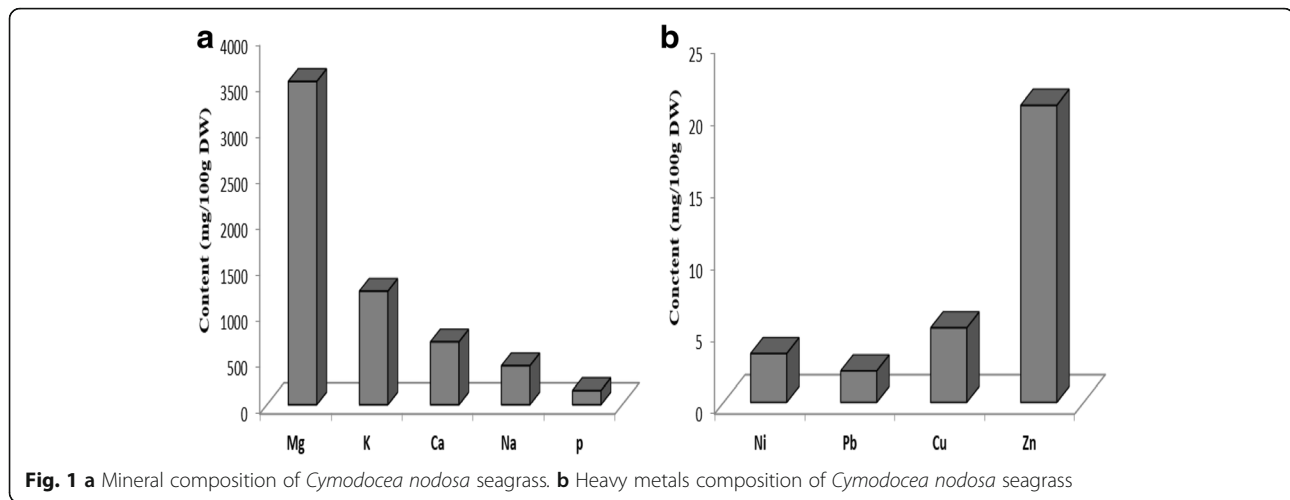 a
Content (mg/100g DW)
4000
3500
3000
2500
2000
1500
1000
500
0
Mg K Ca Na p
b
Conctent (mg/100g DW)
25
20
15
10
5
0
Ni Pb Cu Zn
Fig. 1 a Mineral composition of Cymodocea nodosa seagrass. b Heavy metals composition of Cymodocea nodosa seagrass